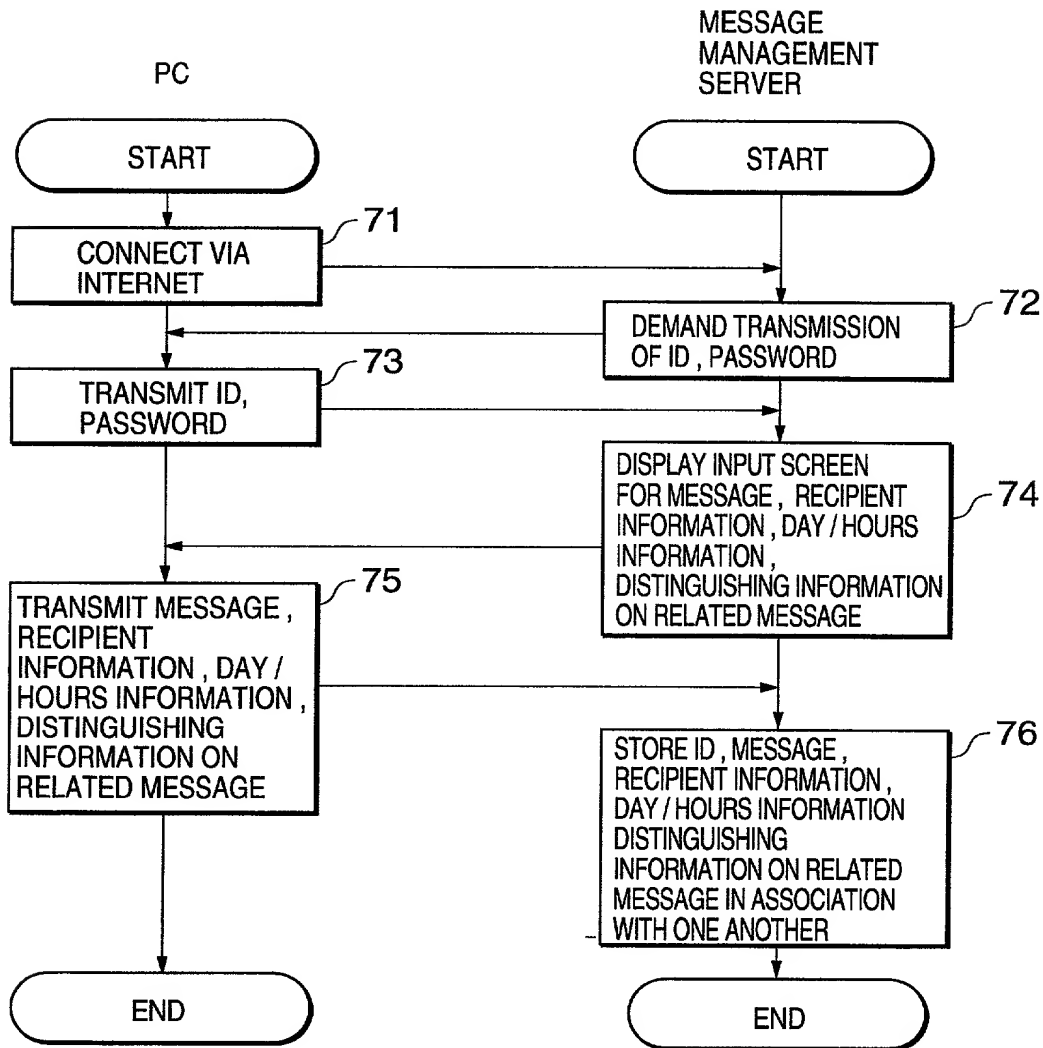 MESSAGE
MANAGEMENT
SERVER
PC
START
START
71
CONNECT VIA
INTERNET
72
DEMAND TRANSMISSION
OF ID , PASSWORD
73
TRANSMIT ID,
PASSWORD
74
DISPLAY INPUT SCREEN
FOR MESSAGE , RECIPIENT
INFORMATION , DAY / HOURS
INFORMATION ,
DISTINGUISHING INFORMATION
ON RELATED MESSAGE
75
TRANSMIT MESSAGE ,
RECIPIENT
INFORMATION , DAY /
HOURS INFORMATION ,
DISTINGUISHING
INFORMATION ON
RELATED MESSAGE
76
STORE ID , MESSAGE ,
RECIPIENT INFORMATION ,
DAY / HOURS INFORMATION
DISTINGUISHING
INFORMATION ON RELATED
MESSAGE IN ASSOCIATION
WITH ONE ANOTHER
END
END